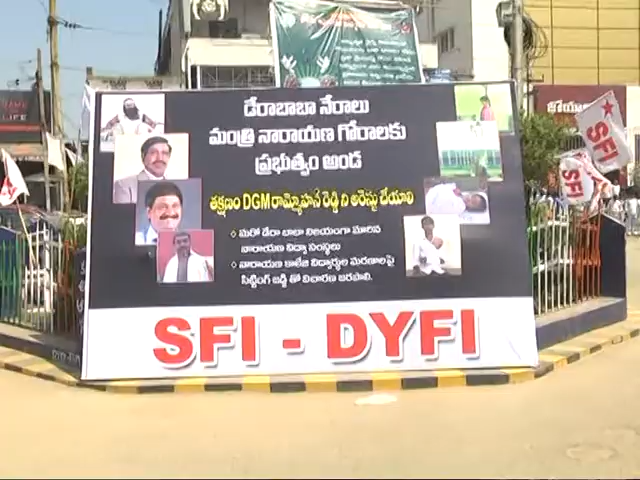 డేరాబాబా నేరాలు
మంత్రి నారాయణ గోరాలకు
ప్రభుత్వం అండ
తక్షణం DGM రామ్మోహన్ రెడ్డి ని అరెస్టు చేయాలి
◇ మరో డేరా బాబా నిలయంగా మారిన
నారాయణ విద్యా సంస్థలు
◇ నారాయణ కాలేజి విద్యార్థుల మరణాలపై
సిట్టింగ్ జడ్జి తో విచారణ జరపాలి.
SFI - DYFI
SFI
SFI
LIFE